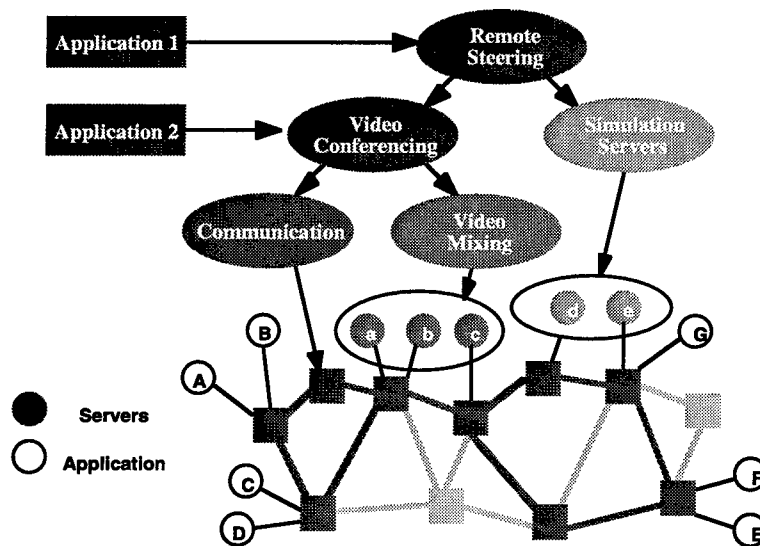 Application 1
Remote
Steering
Application 2
Video
Conferencing
Simulation
Servers
Communication
Video
Mixing
a
b
c
d
e
B
G
A
Servers
Application
C
D
F
E